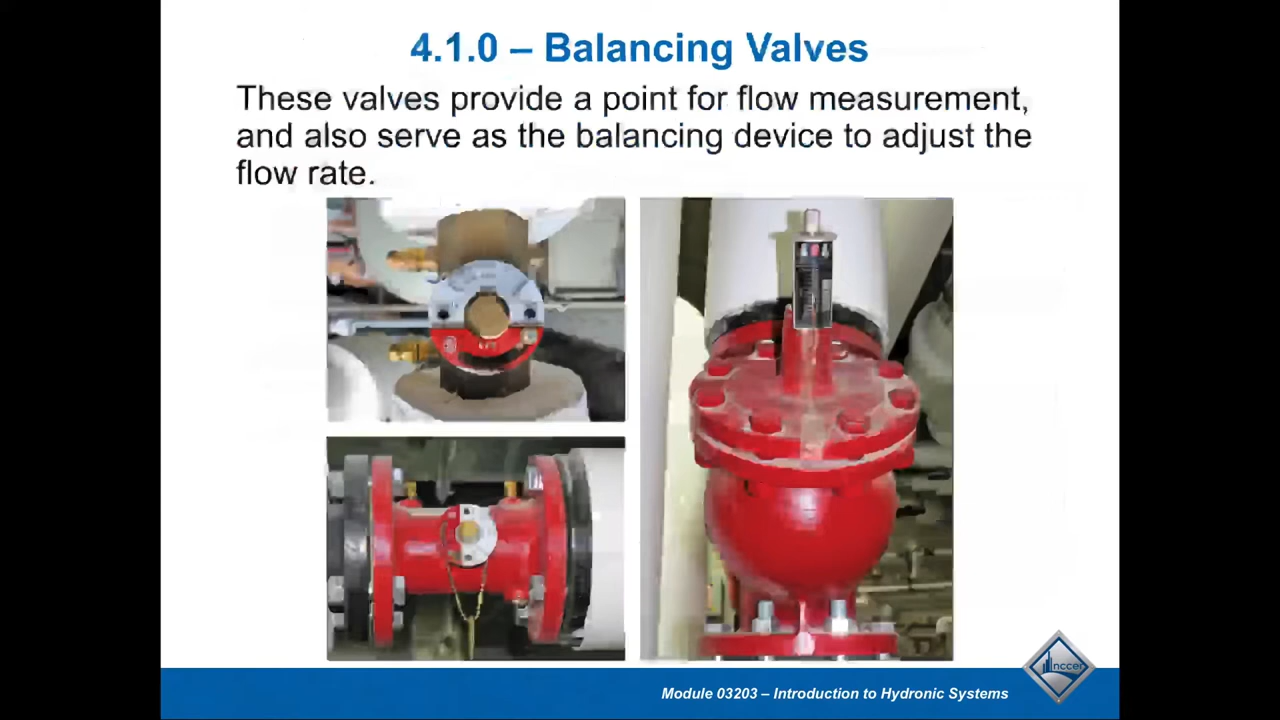 4.1.0 – Balancing Valves
These valves provide a point for flow measurement,
and also serve as the balancing device to adjust the
flow rate.
Module 03203 – Introduction to Hydronic Systems
nccer